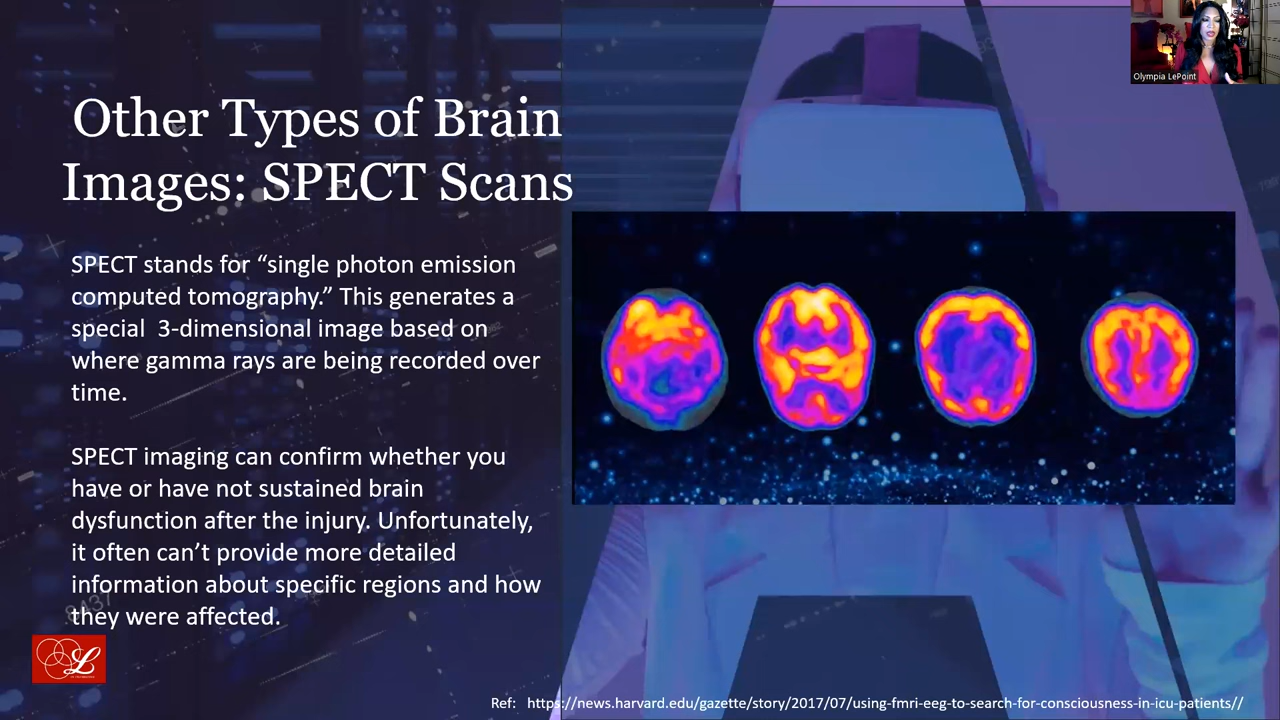 Olympia LePoint
Other Types of Brain
Images: SPECT Scans
SPECT stands for “single photon emission
computed tomography.” This generates a
special  3-dimensional image based on
where gamma rays are being recorded over
time.
SPECT imaging can confirm whether you
have or have not sustained brain
dysfunction after the injury. Unfortunately,
it often can’t provide more detailed
information about specific regions and how
they were affected.
L
Ref:   https://news.harvard.edu/gazette/story/2017/07/using-fmri-eeg-to-search-for-consciousness-in-icu-patients//